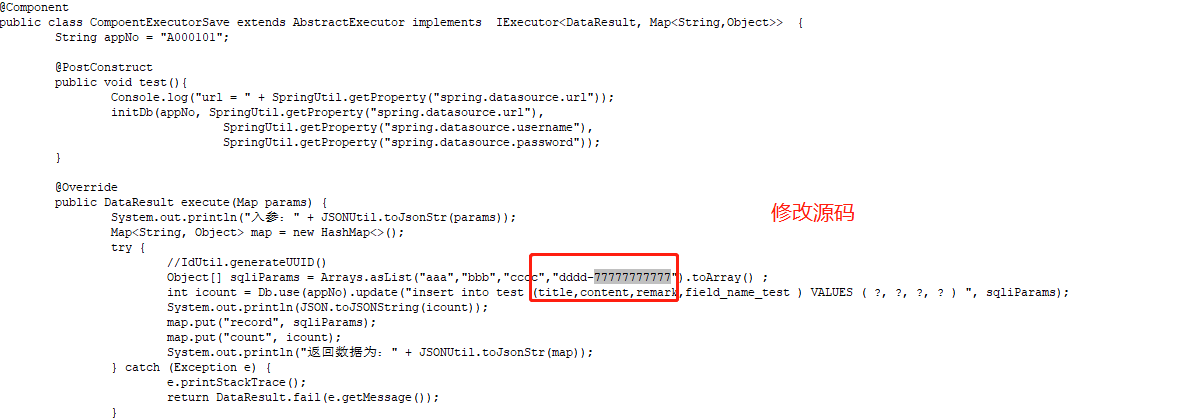 @Component
public class CompoentExecutorSave extends AbstractExecutor implements  IExecutor<DataResult, Map<String,Object>>  {
String appNo = "A000101";
@PostConstruct
public void test(){
Console.log("url = " + SpringUtil.getProperty("spring.datasource.url"));
initDb(appNo, SpringUtil.getProperty("spring.datasource.url"),
SpringUtil.getProperty("spring.datasource.username"),
SpringUtil.getProperty("spring.datasource.password"));
}
@Override
public DataResult execute(Map params) {
修改源码
System.out.println("入参：" + JSONUtil.toJsonStr(params));
Map<String, Object> map = new HashMap<>();
try {
//IdUtil.generateUUID()
Object[] sqliParams = Arrays.asList("aaa","bbb","cccc","dddd-77777777777").toArray() ;
int icount = Db.use(appNo).update("insert into test (title,content,remark,field_name_test ) VALUES ( ?, ?, ?, ? ) ", sqliParams);
System.out.println(JSON.toJSONString(icount));
map.put("record", sqliParams);
map.put("count", icount);
System.out.println("返回数据为：" + JSONUtil.toJsonStr(map));
} catch (Exception e) {
e.printStackTrace();
return DataResult.fail(e.getMessage());
}